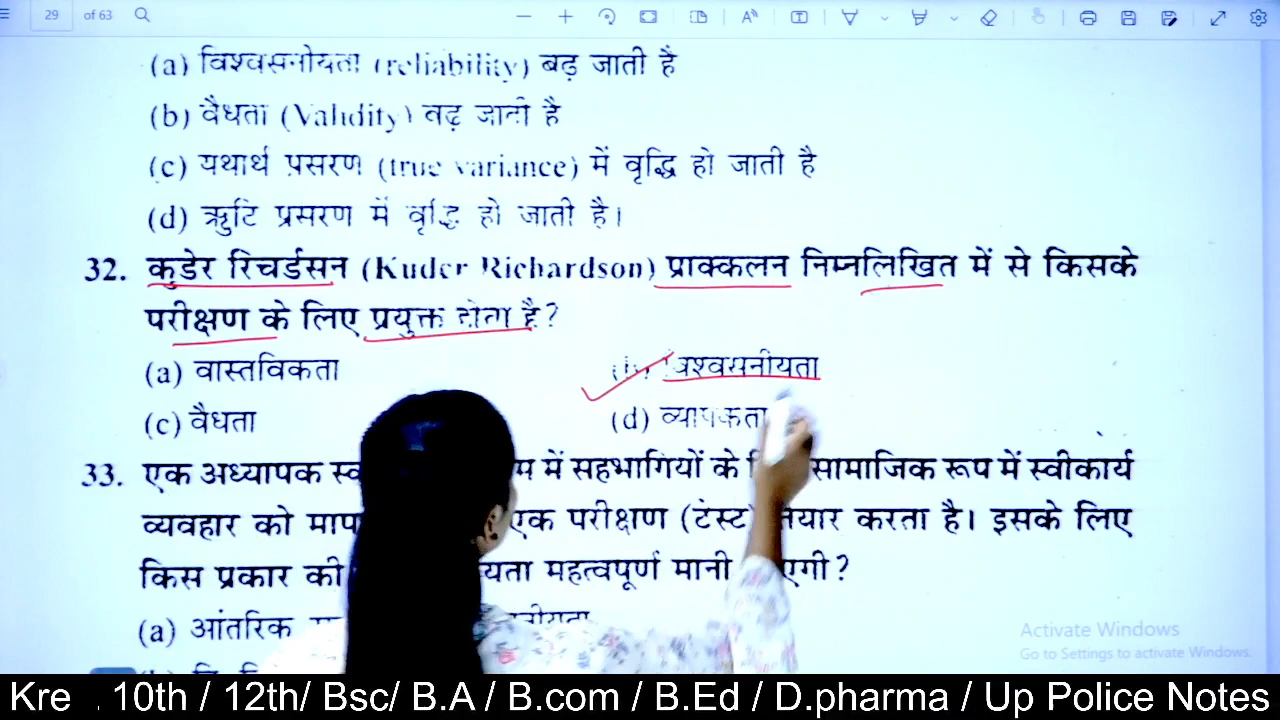 29 of 63
(a) विश्वसनीयता (reliability) बढ़ जाती है
(b) वैधता (Validity) बढ़ जाती है
(c) यथार्थ प्रसरण (true variance) में वृद्धि हो जाती है
(d) त्रुटि प्रसरण में वृद्धि हो जाती है।
32. कुडेर रिचर्डसन (Kuder Richardson) प्राक्कलन निम्नलिखित में से किसके
परीक्षण के लिए प्रयुक्त होता है?
(a) वास्तविकता (b) विश्वसनीयता
(c) वैधता (d) व्यापकता
33. एक अध्यापक में सहभागियों के सामाजिक रूप में स्वीकार्य
व्यवहार को एक परीक्षण (टेस्ट) तैयार करता है। इसके लिए
किस प्रकार की महत्वपूर्ण मानी ?
(a) आंतरिक
Activate Windows
Go to Settings to activate Windows.
Kre . 10th / 12th/ Bsc/ B.A / B.com / B.Ed / D.pharma / Up Police Notes